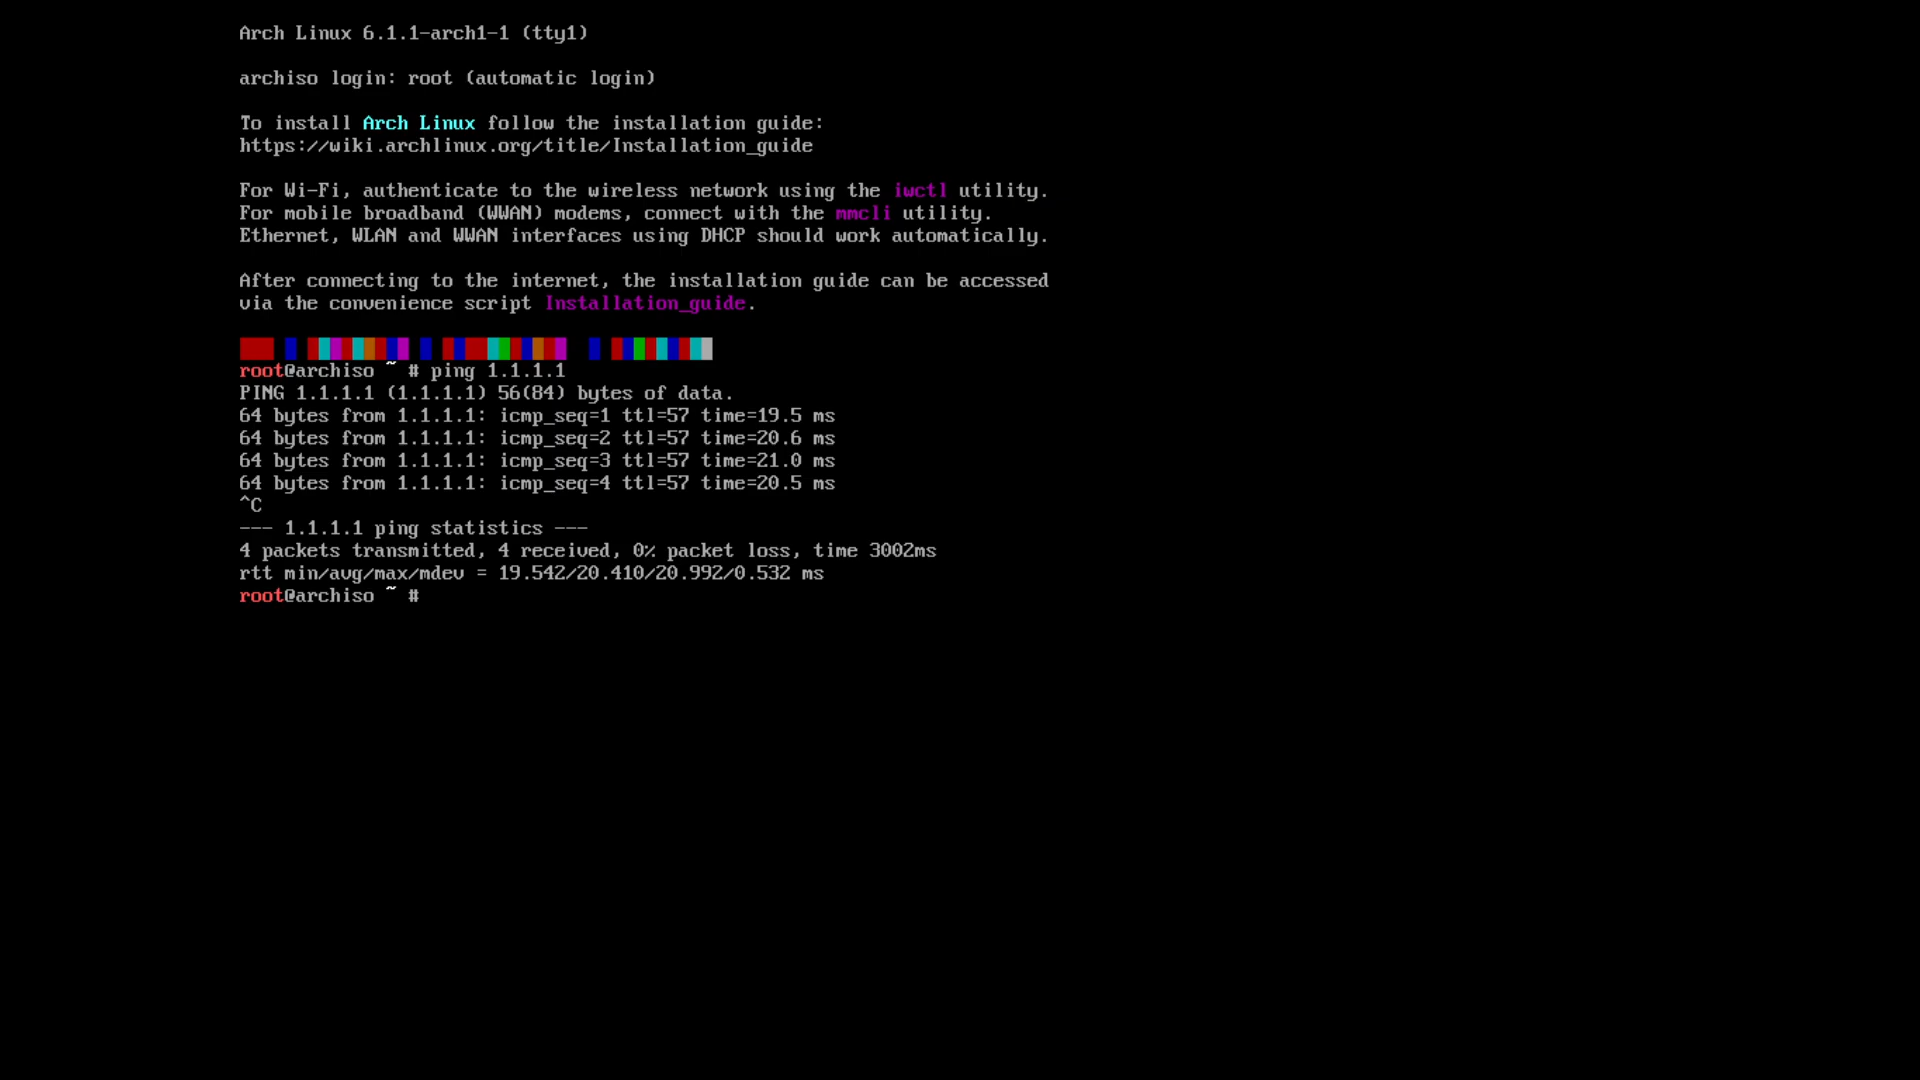 Arch Linux 6.1.1-arch1-1 (tty1)
archiso login: root (automatic login)
To install Arch Linux follow the installation guide:
https://wiki.archlinux.org/title/Installation_guide
For Wi-Fi, authenticate to the wireless network using the iwctl utility.
For mobile broadband (WWAN) modems, connect with the mmcli utility.
Ethernet, WLAN and WWAN interfaces using DHCP should work automatically.
After connecting to the internet, the installation guide can be accessed
via the convenience script Installation_guide.
root@archiso ~ # ping 1.1.1.1
PING 1.1.1.1 (1.1.1.1) 56(84) bytes of data.
64 bytes from 1.1.1.1: icmp_seq=1 ttl=57 time=19.5 ms
64 bytes from 1.1.1.1: icmp_seq=2 ttl=57 time=20.6 ms
64 bytes from 1.1.1.1: icmp_seq=3 ttl=57 time=21.0 ms
64 bytes from 1.1.1.1: icmp_seq=4 ttl=57 time=20.5 ms
^C
--- 1.1.1.1 ping statistics ---
4 packets transmitted, 4 received, 0% packet loss, time 3002ms
rtt min/avg/max/mdev = 19.542/20.410/20.992/0.532 ms
root@archiso ~ #